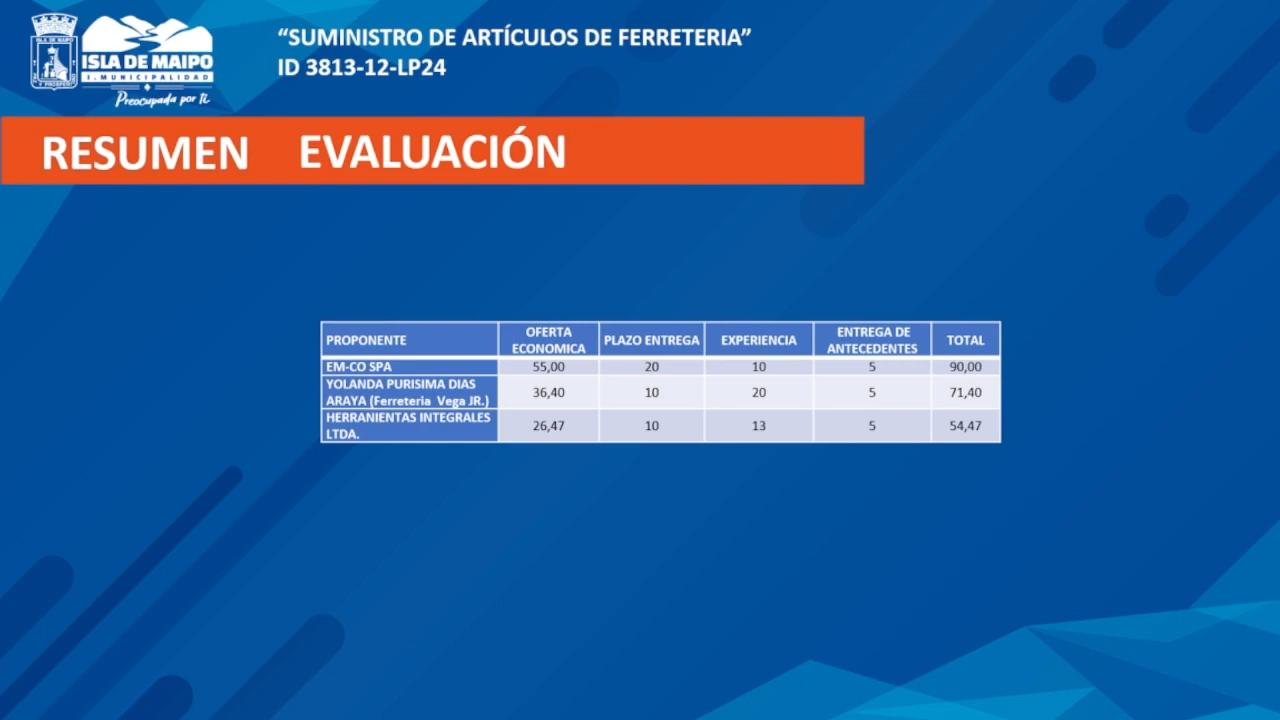 ISLA DE MAIPO
I. MUNICIPALIDAD
Preocupada por ti
“SUMINISTRO DE ARTÍCULOS DE FERRETERIA”
ID 3813-12-LP24
RESUMEN EVALUACIÓN
PROPONENTE OFERTA ECONOMICA PLAZO ENTREGA EXPERIENCIA ENTREGA DE ANTECEDENTES TOTAL
EM-CO SPA 55,00 20 10 5 90,00
YOLANDA PURISIMA DIAS
ARAYA (Ferreteria Vega JR.) 36,40 10 20 5 71,40
HERRANIENTAS INTEGRALES
LTDA. 26,47 10 13 5 54,47